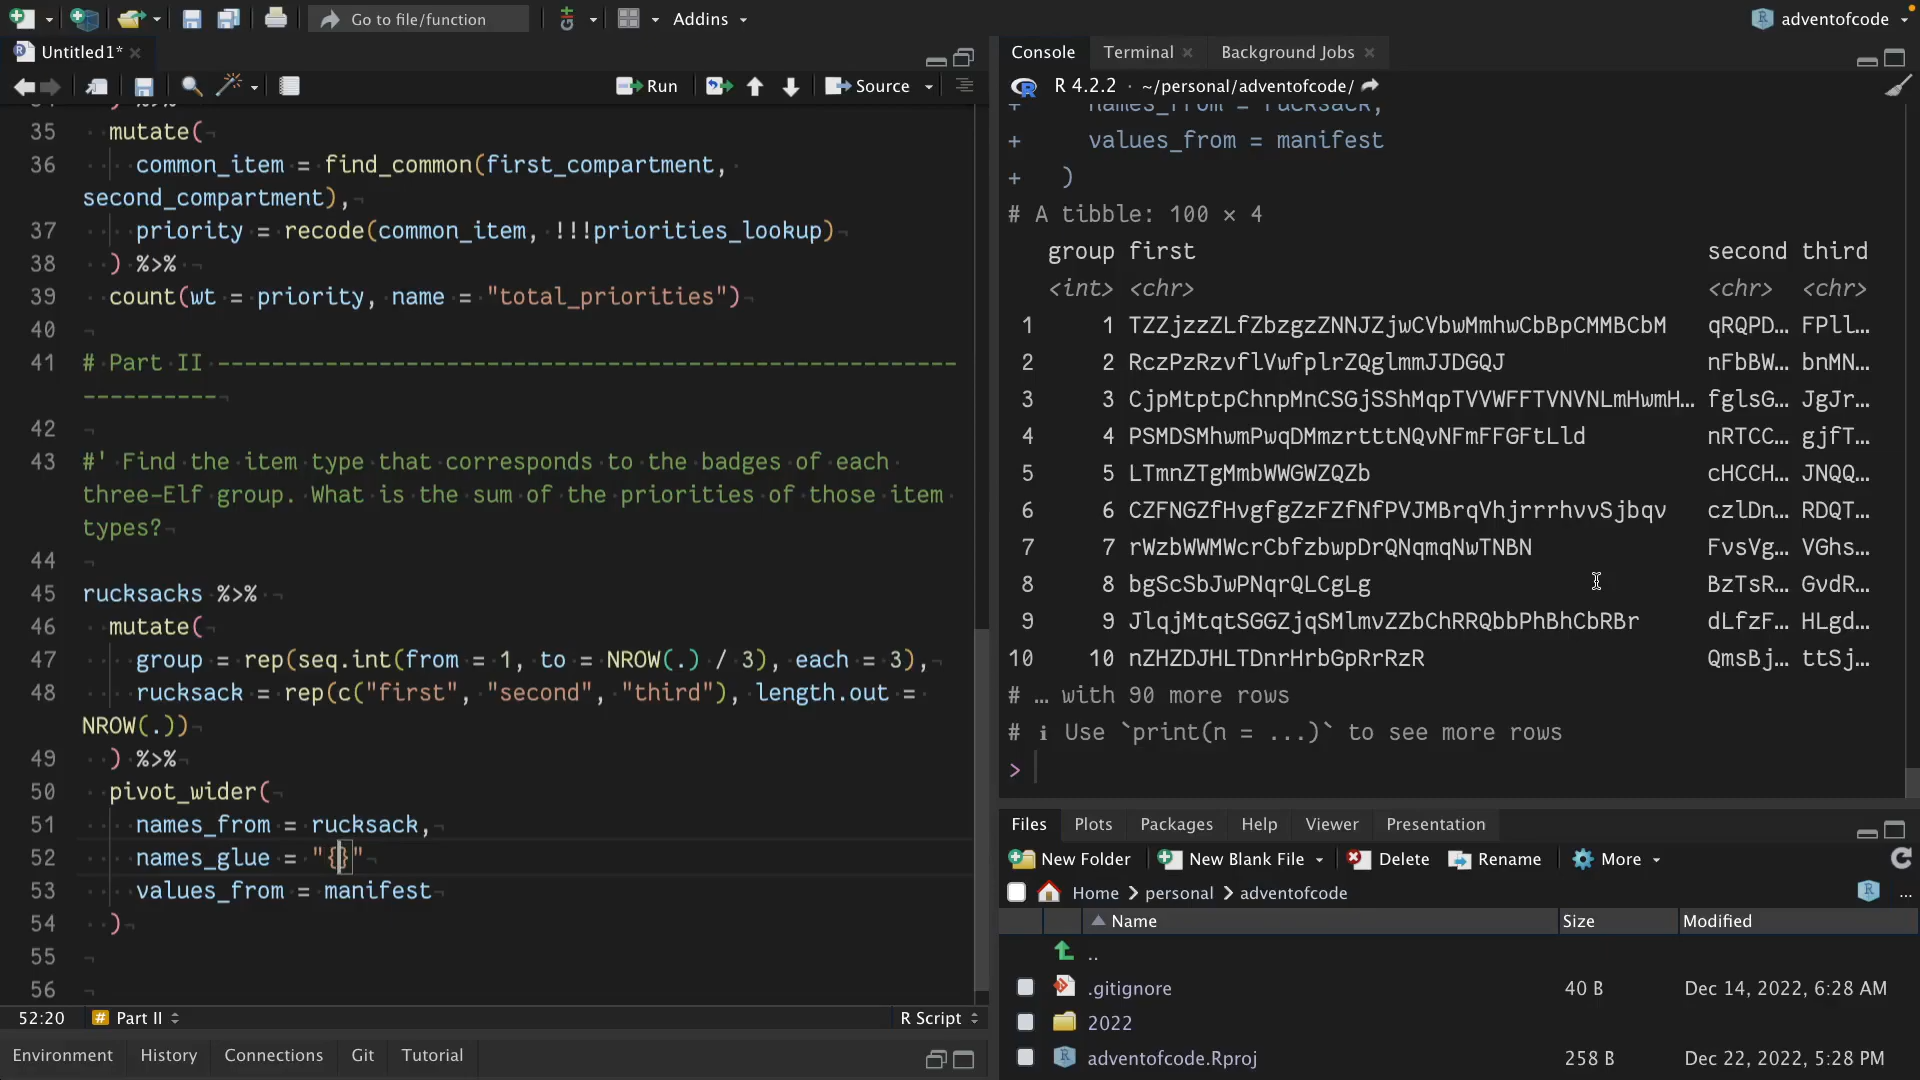 Go to file/function
Addins
adventofcode
Untitled1*
Run
Source
35 mutate(
36 common_item = find_common(first_compartment,
second_compartment),
37 priority = recode(common_item, !!!priorities_lookup)
38 ) %>%
39 count(wt = priority, name = "total_priorities")
40
41 # Part II -------------------------------------------------------
----------
42
43 #' Find the item type that corresponds to the badges of each
three-Elf group. What is the sum of the priorities of those item
types?
44
45 rucksacks %>%
46 mutate(
47 group = rep(seq.int(from = 1, to = NROW(.) / 3), each = 3),
48 rucksack = rep(c("first", "second", "third"), length.out =
NROW(.))
49 ) %>%
50 pivot_wider(
51 names_from = rucksack,
52 names_glue = "{}"
53 values_from = manifest
54 )
55
56
52:20 # Part II R Script
Environment History Connections Git Tutorial
Console Terminal Background Jobs
R 4.2.2 · ~/personal/adventofcode/
+ names_from = rucksack,
+ values_from = manifest
+ )
# A tibble: 100 × 4
group first second third
<int> <chr> <chr> <chr>
1 1 TZZjzzZLfZbzgzZNNJZjwCVbwMmhwCbBpCMMBCbM qRQPD… FPll…
2 2 RczPzRzvflVwfplrZQglmmJJDGQJ nFbBW… bnMN…
3 3 CjpMtptpChnpMnCSGjSShMqpTVVWFFTVNVNLmHwmH… fglsG… JgJr…
4 4 PSMDSMhwmPwqDMmzrtttNQvNFmFFGFtLld nRTCC… gjfT…
5 5 LTmnZTgMmbWWGWZQZb cHCCH… JNQQ…
6 6 CZFNGZfHvgfgZzFZfNfPVJMBrqVhjrrrhvvSjbqv czlDn… RDQT…
7 7 rWzbWWMWcrCbfzbwpDrQNqmqNwTNBN FvsVg… VGhs…
8 8 bgScSbJwPNqrQLCgLg BzTsR… GvdR…
9 9 JlqjMtqtSGGZjqSMlmvZZbChRRQbbPhBhCbRBr dLfzF… HLgd…
10 10 nZHZDJHLTDnrHrbGpRrRzR QmsBj… ttSj…
# … with 90 more rows
# ℹ Use `print(n = ...)` to see more rows
>
Files Plots Packages Help Viewer Presentation
New Folder New Blank File Delete Rename More
Home personal adventofcode ...
Name Size Modified
..
.gitignore 40 B Dec 14, 2022, 6:28 AM
2022
adventofcode.Rproj 258 B Dec 22, 2022, 5:28 PM